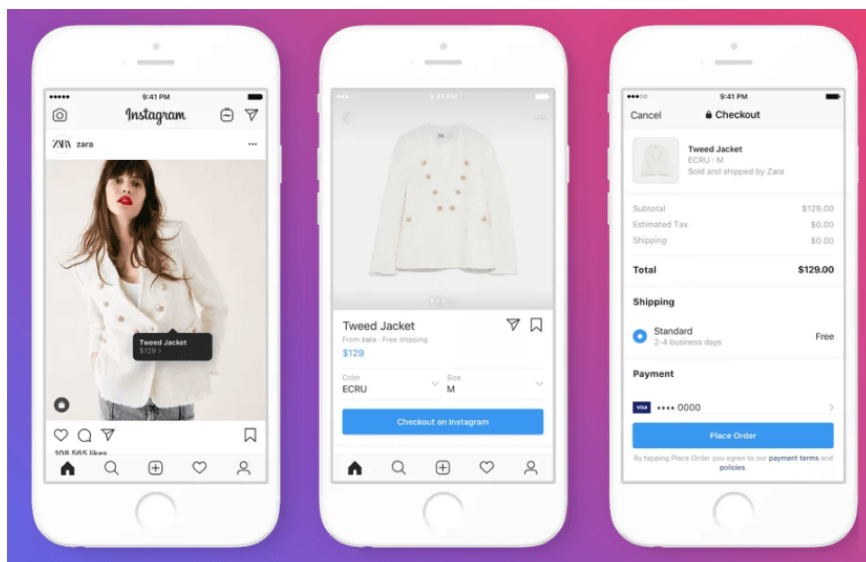 9:41 PM
Instagram
ZARA zara
Tweed Jacket
$129 >
108,565 likes
9:41 PM
Tweed Jacket
From zara · Free shipping
$129
Color
ECRU
Size
M
Checkout on Instagram
9:41 PM
Cancel
Checkout
Tweed Jacket
ECRU · M
Sold and shipped by Zara
Subtotal $129.00
Estimated Tax $0.00
Shipping $0.00
Total $129.00
Shipping
Standard
2-4 business days
Free
Payment
VISA •••• 0000
Place Order
By tapping Place Order you agree to our payment terms and
policies